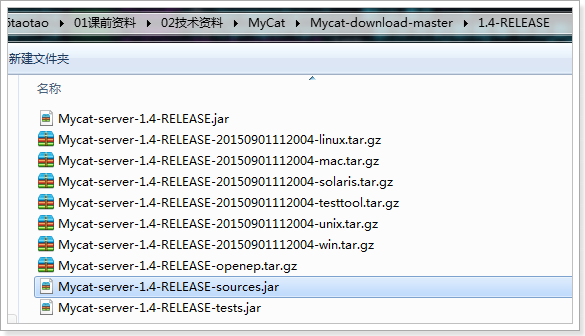 6taotao ▸ 01课前资料 ▸ 02技术资料 ▸ MyCat ▸ Mycat-download-master ▸ 1.4-RELEASE
新建文件夹
名称
Mycat-server-1.4-RELEASE.jar
Mycat-server-1.4-RELEASE-20150901112004-linux.tar.gz
Mycat-server-1.4-RELEASE-20150901112004-mac.tar.gz
Mycat-server-1.4-RELEASE-20150901112004-solaris.tar.gz
Mycat-server-1.4-RELEASE-20150901112004-testtool.tar.gz
Mycat-server-1.4-RELEASE-20150901112004-unix.tar.gz
Mycat-server-1.4-RELEASE-20150901112004-win.tar.gz
Mycat-server-1.4-RELEASE-openep.tar.gz
Mycat-server-1.4-RELEASE-sources.jar
Mycat-server-1.4-RELEASE-tests.jar